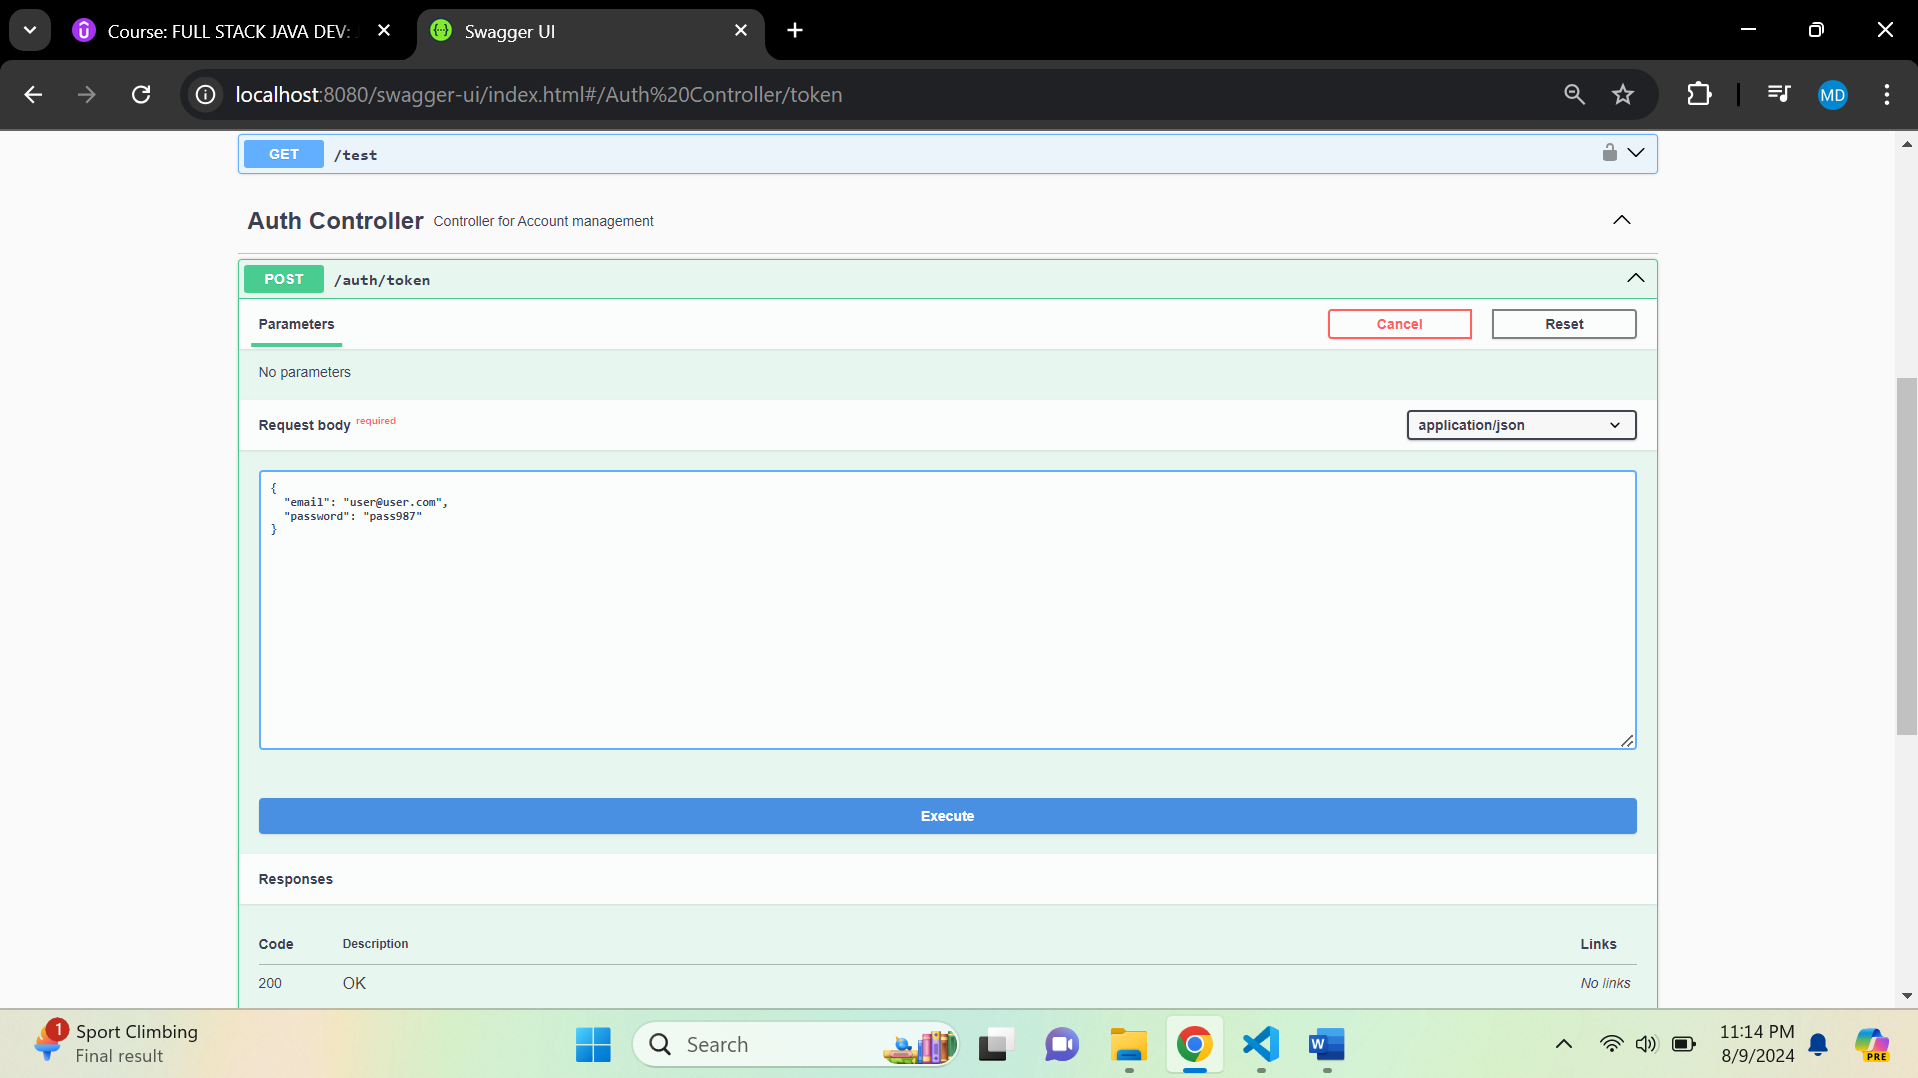 Course: FULL STACK JAVA DEV:
Swagger UI
localhost:8080/swagger-ui/index.html#/Auth%20Controller/token
MD
GET /test
Auth Controller Controller for Account management
POST /auth/token
Parameters
Cancel
Reset
No parameters
Request body required
application/json
{
"email": "user@user.com",
"password": "pass987"
}
Execute
Responses
Code Description Links
200 OK No links
1
Sport Climbing
Final result
Search
W
11:14 PM
8/9/2024
PRE